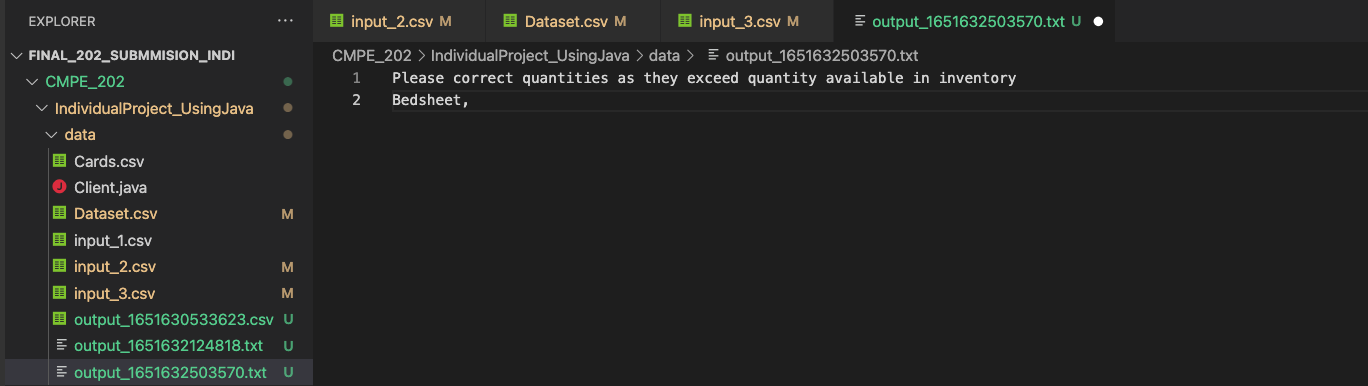 EXPLORER ...
FINAL_202_SUBMMISION_INDI
CMPE_202
IndividualProject_UsingJava
data
Cards.csv
Client.java
Dataset.csv M
input_1.csv
input_2.csv M
input_3.csv M
output_1651630533623.csv U
output_1651632124818.txt U
output_1651632503570.txt U
input_2.csv M Dataset.csv M input_3.csv M output_1651632503570.txt U
CMPE_202 > IndividualProject_UsingJava > data > output_1651632503570.txt
1 Please correct quantities as they exceed quantity available in inventory
2 Bedsheet,